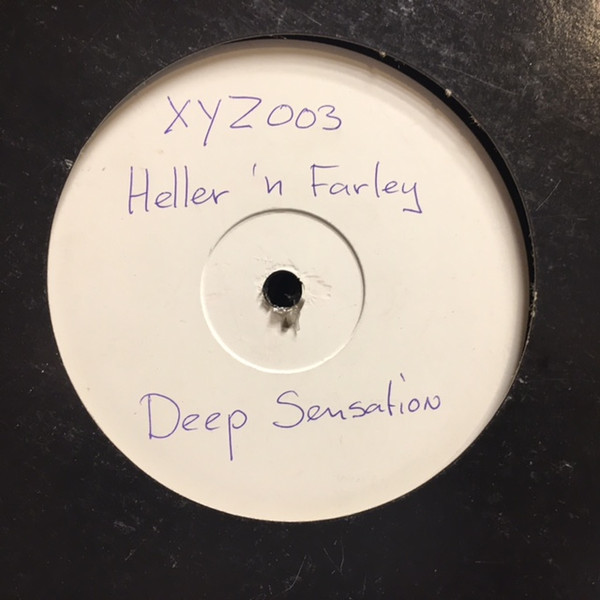 XYZ003
Heller 'n Farley
Deep Sensation